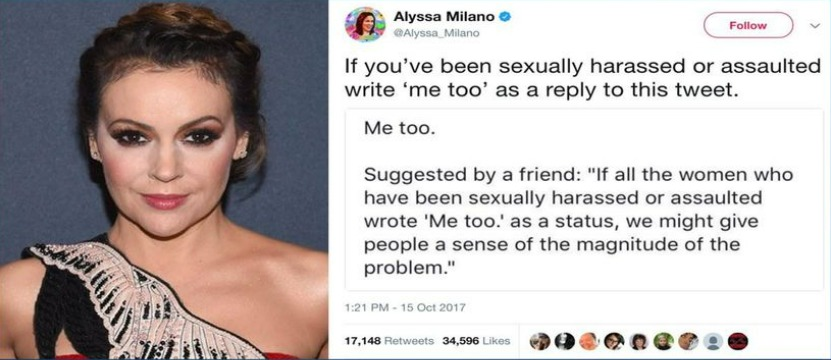 Alyssa Milano
@Alyssa_Milano
Follow
If you've been sexually harassed or assaulted
write ‘me too’ as a reply to this tweet.
Me too.
Suggested by a friend: "If all the women who
have been sexually harassed or assaulted
wrote 'Me too.' as a status, we might give
people a sense of the magnitude of the
problem."
1:21 PM - 15 Oct 2017
17,148 Retweets 34,596 Likes